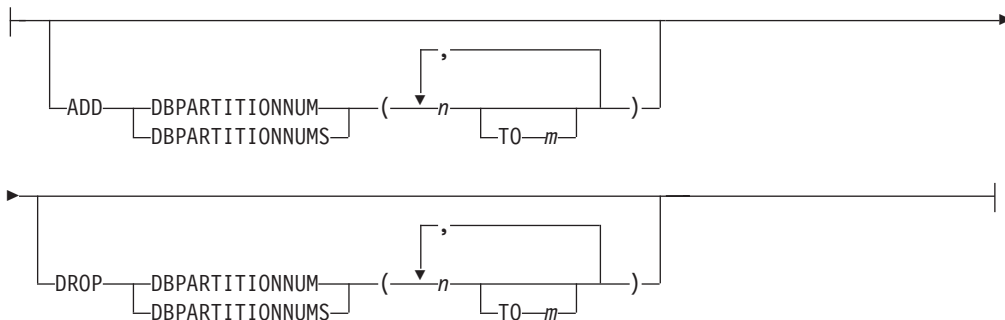 ,
ADD DBPARTITIONNUM ( n )
DBPARTITIONNUMS TO m
,
DROP DBPARTITIONNUM ( n )
DBPARTITIONNUMS TO m